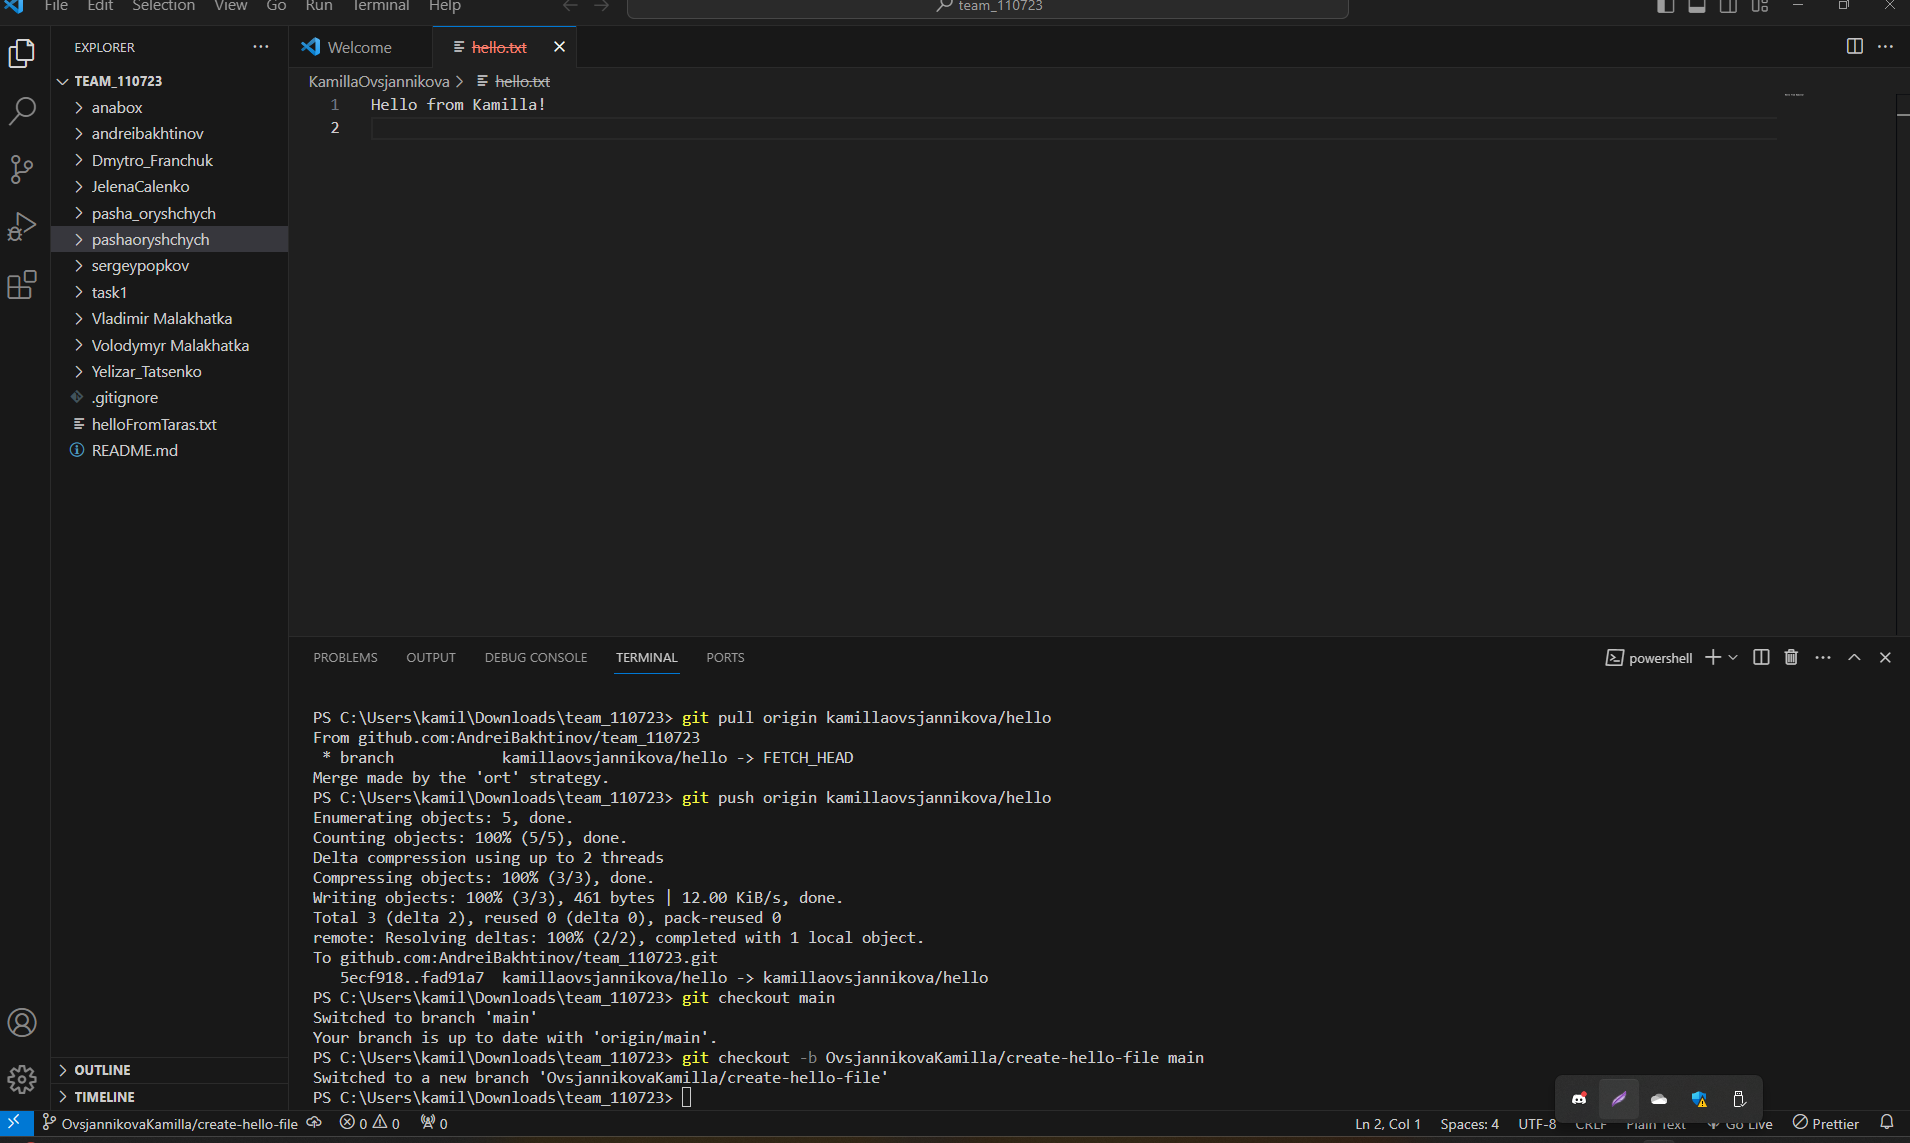 File Edit Selection View Go Run Terminal Help
team_110723
EXPLORER
TEAM_110723
anabox
andreibakhtinov
Dmytro_Franchuk
JelenaCalenko
pasha_oryshchych
pashaoryshchych
sergeypopkov
task1
Vladimir Malakhatka
Volodymyr Malakhatka
Yelizar_Tatsenko
.gitignore
helloFromTaras.txt
README.md
OUTLINE
TIMELINE
Welcome
hello.txt
KamillaOvsjannikova > hello.txt
1 Hello from Kamilla!
2
PROBLEMS OUTPUT DEBUG CONSOLE TERMINAL PORTS
powershell
PS C:\Users\kamil\Downloads\team_110723> git pull origin kamillaovsjannikova/hello
From github.com:AndreiBakhtinov/team_110723
* branch kamillaovsjannikova/hello -> FETCH_HEAD
Merge made by the 'ort' strategy.
PS C:\Users\kamil\Downloads\team_110723> git push origin kamillaovsjannikova/hello
Enumerating objects: 5, done.
Counting objects: 100% (5/5), done.
Delta compression using up to 2 threads
Compressing objects: 100% (3/3), done.
Writing objects: 100% (3/3), 461 bytes | 12.00 KiB/s, done.
Total 3 (delta 2), reused 0 (delta 0), pack-reused 0
remote: Resolving deltas: 100% (2/2), completed with 1 local object.
To github.com:AndreiBakhtinov/team_110723.git
5ecf918..fad91a7 kamillaovsjannikova/hello -> kamillaovsjannikova/hello
PS C:\Users\kamil\Downloads\team_110723> git checkout main
Switched to branch 'main'
Your branch is up to date with 'origin/main'.
PS C:\Users\kamil\Downloads\team_110723> git checkout -b OvsjannikovaKamilla/create-hello-file main
Switched to a new branch 'OvsjannikovaKamilla/create-hello-file'
PS C:\Users\kamil\Downloads\team_110723>
OvsjannikovaKamilla/create-hello-file 0 0 0
Ln 2, Col 1 Spaces: 4 UTF-8 CRLF Plain Text Go Live Prettier